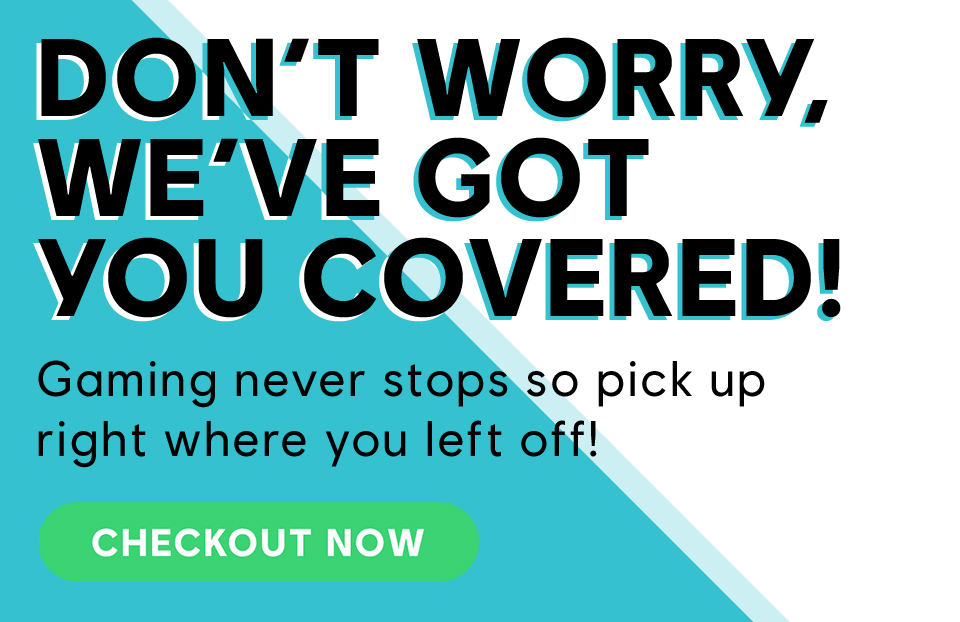 DON’T WORRY,
WE’VE GOT
YOU COVERED!
Gaming never stops so pick up
right where you left off!
CHECKOUT NOW